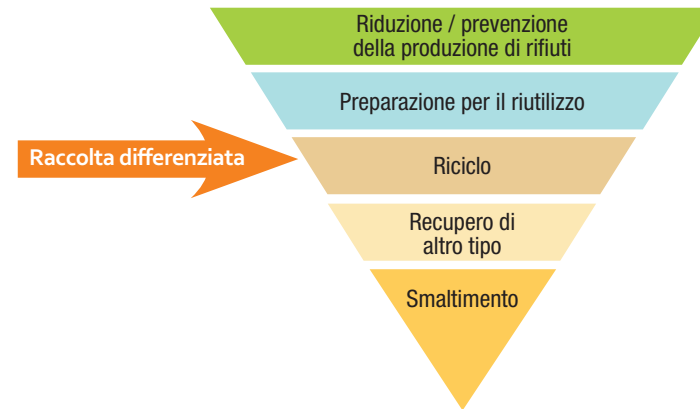 Riduzione / prevenzione
della produzione di rifiuti
Preparazione per il riutilizzo
Raccolta differenziata
Riciclo
Recupero di
altro tipo
Smaltimento